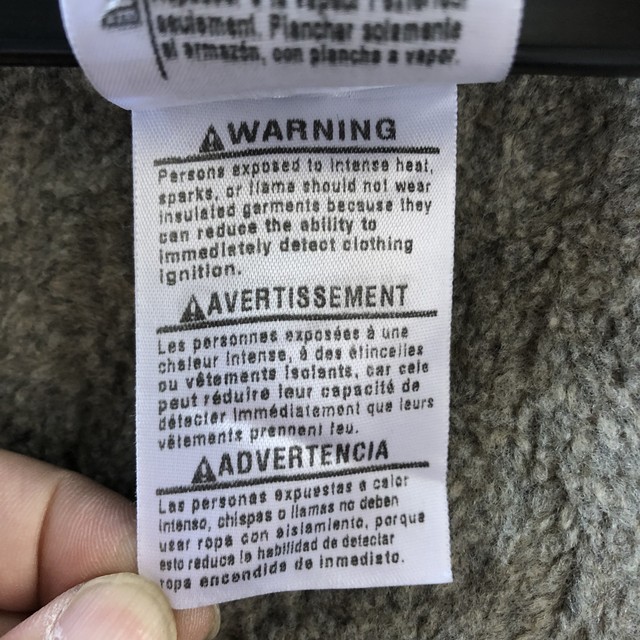 seulement. Planchar solamente
el armazón, con plancha a vapor.
WARNING
Persons exposed to intense heat,
sparks, or flame should not wear
insulated garments because they
can reduce the ability to
immediately detect clothing
ignition.
AVERTISSEMENT
Les personnes exposées à une
chaleur intense, à des étincelles
ou vêtements isolants, car cela
peut réduire leur capacité de
détecter immédiatement que leurs
vêtements prennent feu.
ADVERTENCIA
Las personas expuestas a calor
intenso, chispas o llamas no deben
usar ropa con aislamiento, porque
esto reduce la habilidad de detectar
ropa encendida de inmediato.